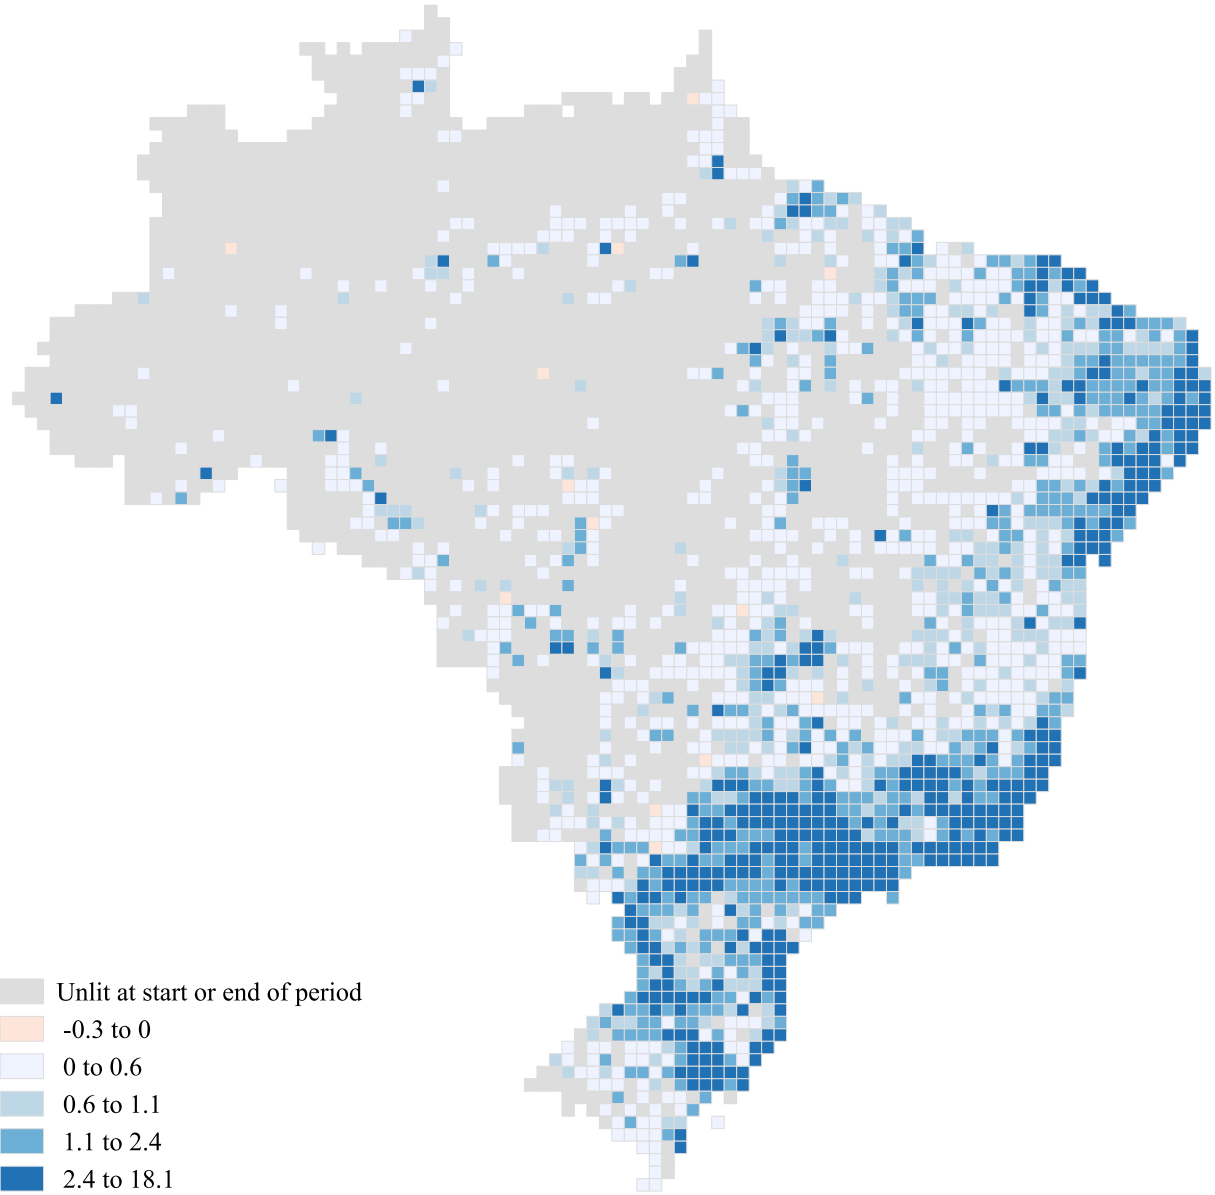 Unlit at start or end of period
-0.3 to 0
0 to 0.6
0.6 to 1.1
1.1 to 2.4
2.4 to 18.1